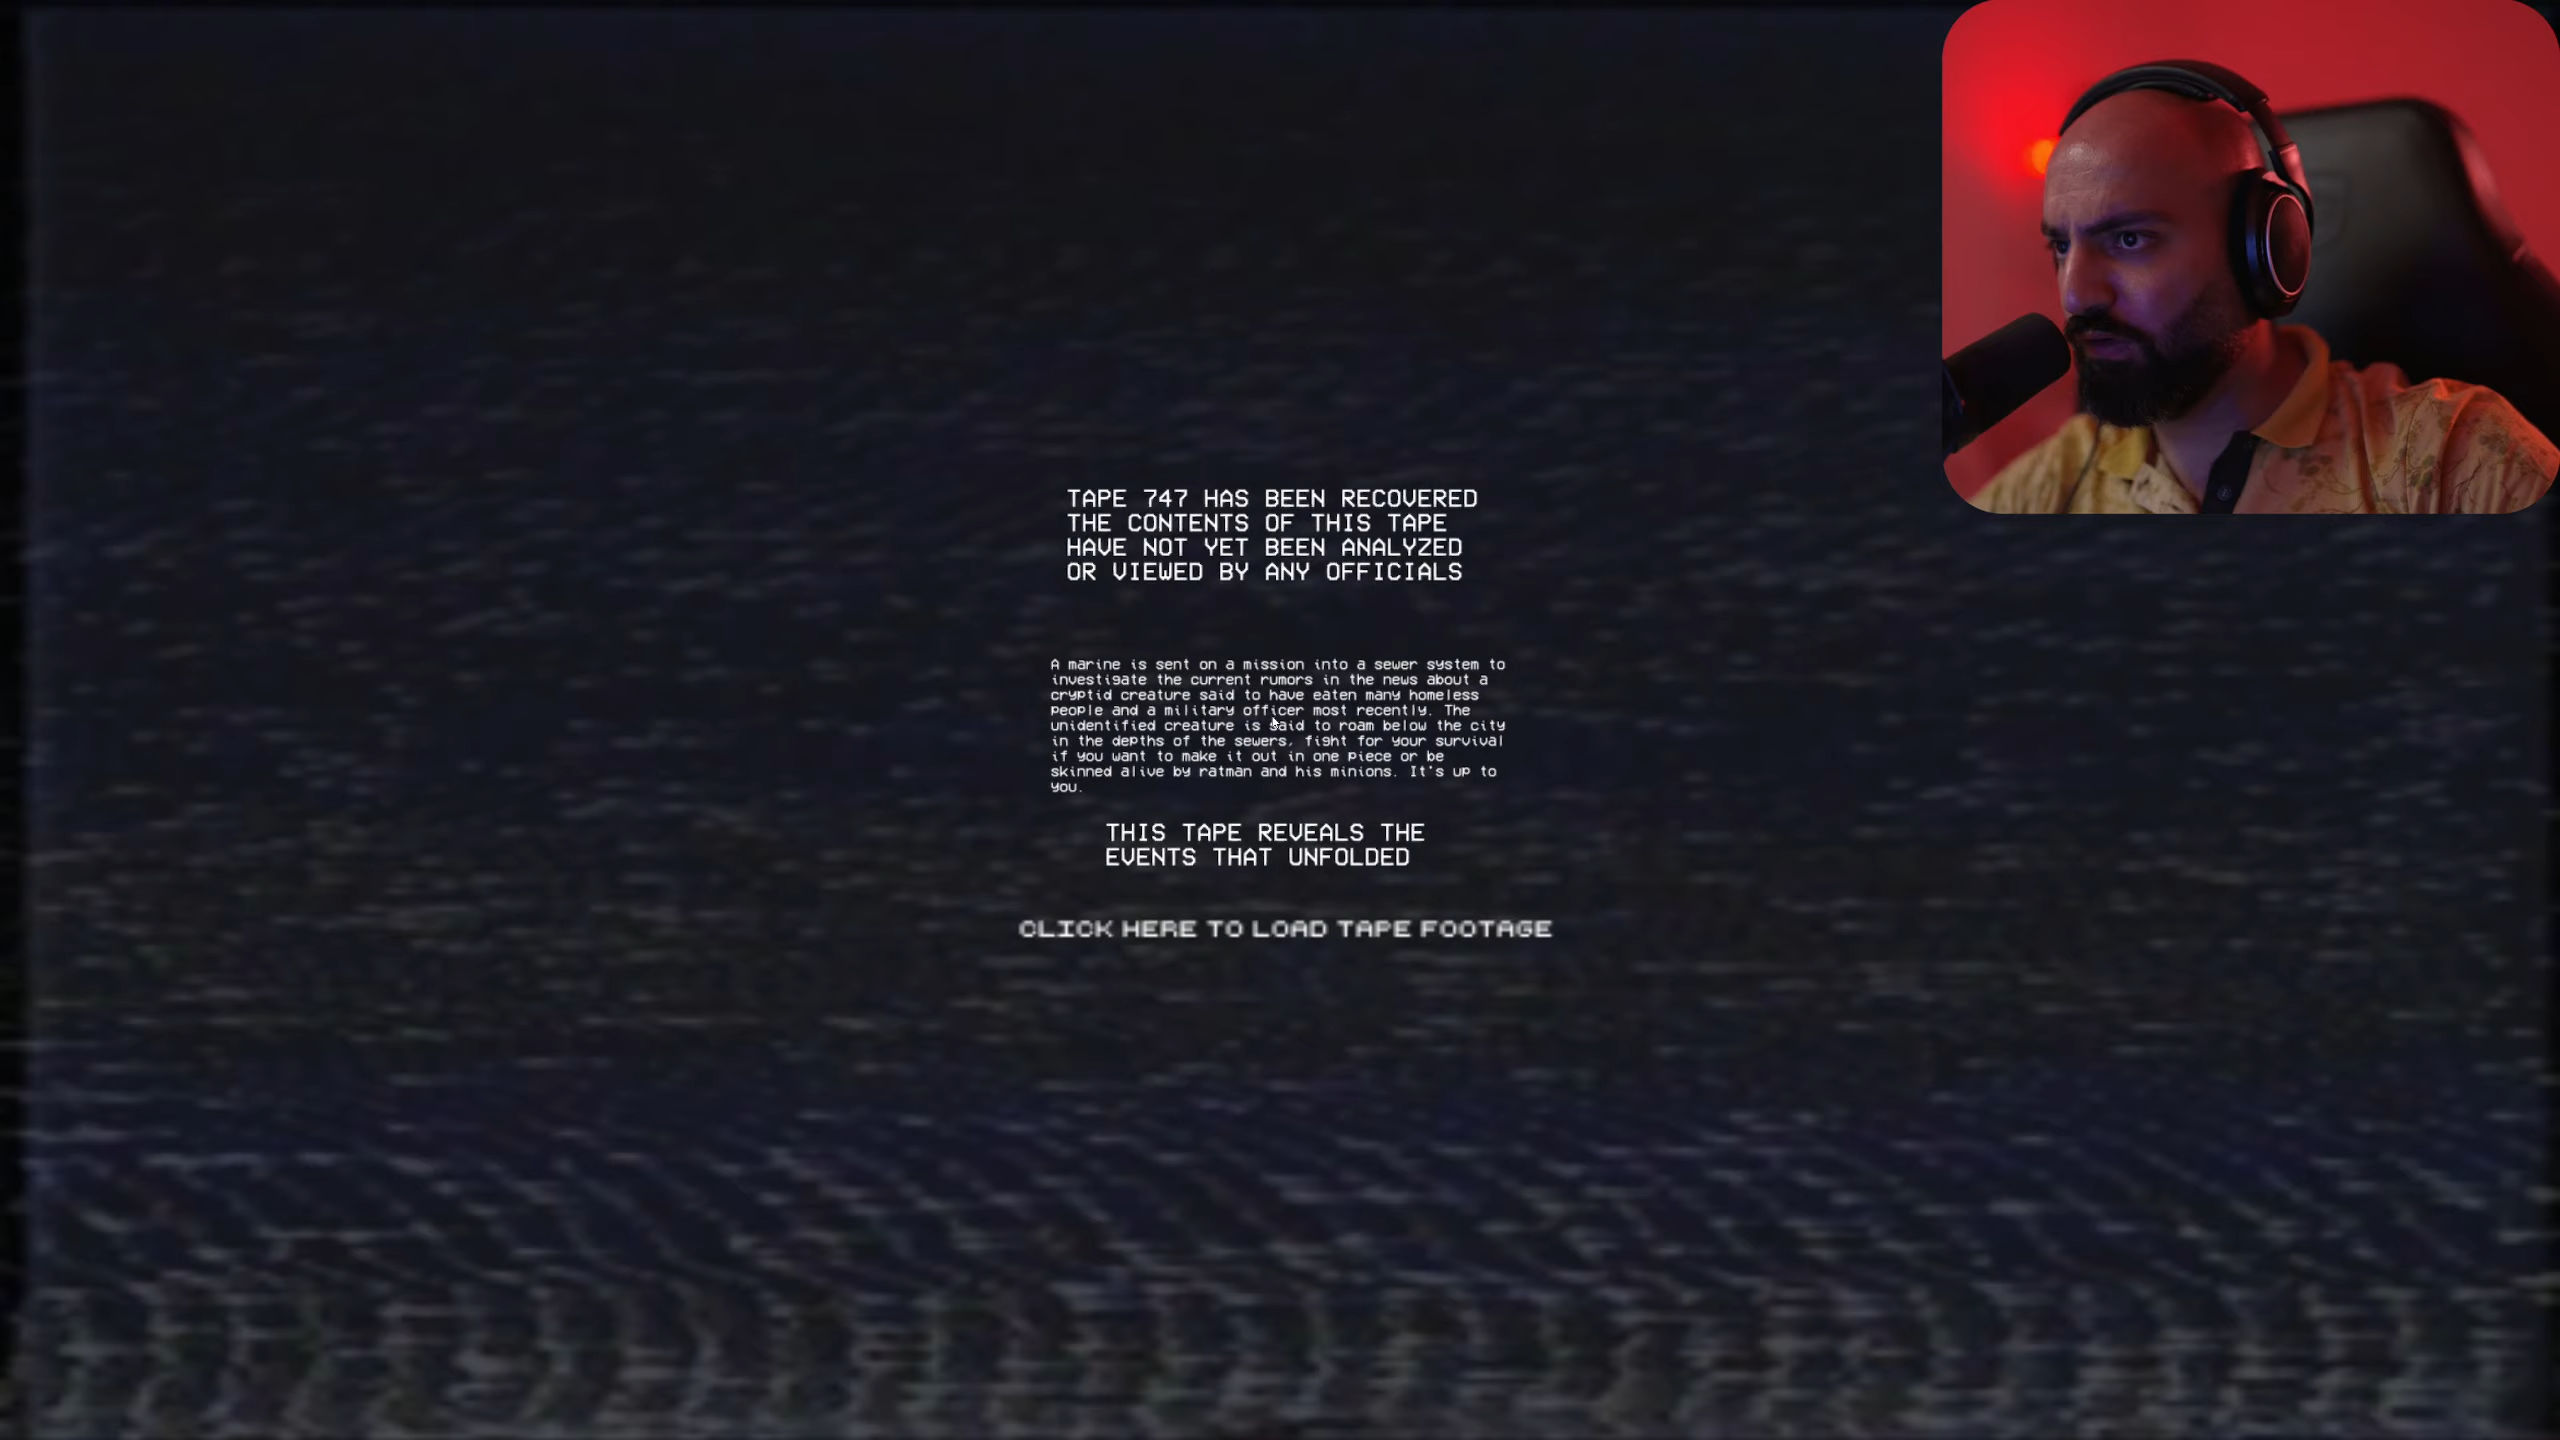 TAPE 747 HAS BEEN RECOVERED
THE CONTENTS OF THIS TAPE
HAVE NOT YET BEEN ANALYZED
OR VIEWED BY ANY OFFICIALS
A marine is sent on a mission into a sewer system to
investigate the current rumors in the news about a
cryptid creature said to have eaten many homeless
people and a military officer most recently. The
unidentified creature is said to roam below the city
in the depths of the sewers, fight for your survival
if you want to make it out in one piece or be
skinned alive by ratman and his minions. It's up to
you.
THIS TAPE REVEALS THE
EVENTS THAT UNFOLDED
CLICK HERE TO LOAD TAPE FOOTAGE